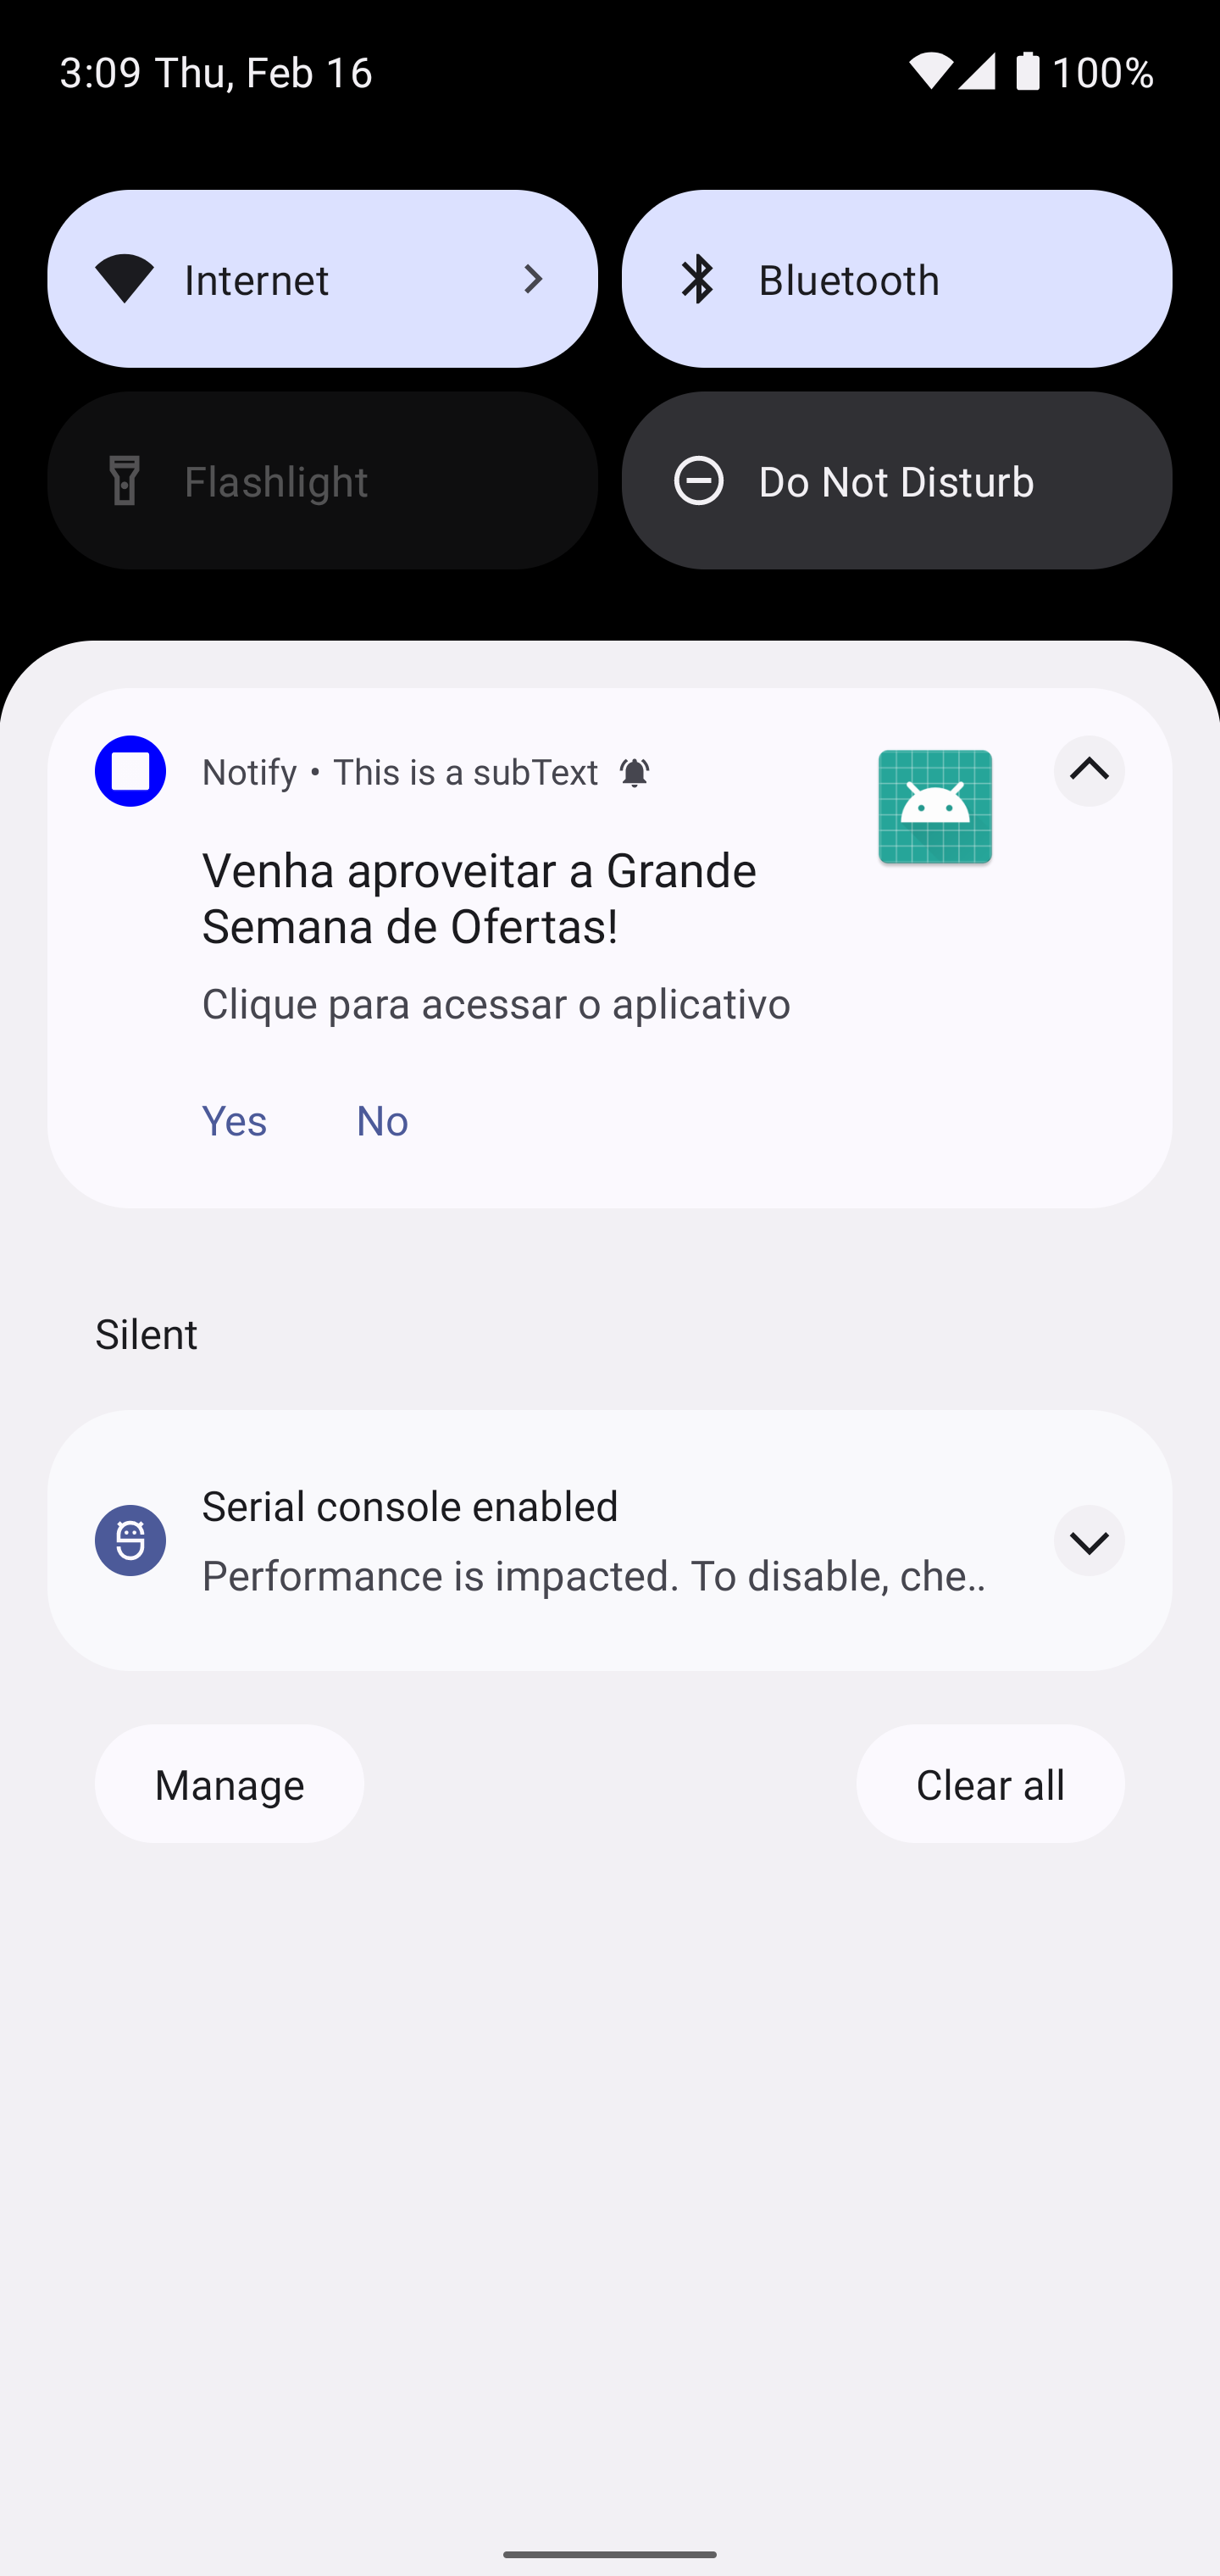 3:09 Thu, Feb 16 100%
Internet
Bluetooth
Flashlight
Do Not Disturb
Notify • This is a subText
Venha aproveitar a Grande
Semana de Ofertas!
Clique para acessar o aplicativo
Yes No
Silent
Serial console enabled
Performance is impacted. To disable, che..
Manage
Clear all